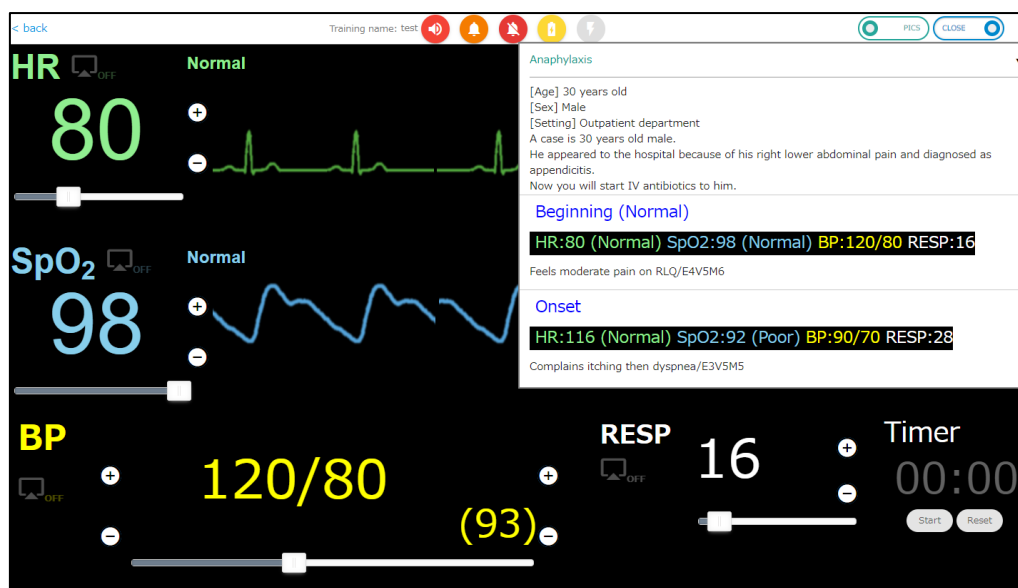 < back
Training name: test
PICS
CLOSE
HR
OFF
Normal
80
SpO2
OFF
Normal
98
Anaphylaxis
[Age] 30 years old
[Sex] Male
[Setting] Outpatient department
A case is 30 years old male.
He appeared to the hospital because of his right lower abdominal pain and diagnosed as
appendicitis.
Now you will start IV antibiotics to him.
Beginning (Normal)
HR:80 (Normal) SpO2:98 (Normal) BP:120/80 RESP:16
Feels moderate pain on RLQ/E4V5M6
Onset
HR:116 (Normal) SpO2:92 (Poor) BP:90/70 RESP:28
Complains itching then dyspnea/E3V5M5
BP
OFF
120/80
(93)
RESP
OFF
16
Timer
00:00
Start
Reset